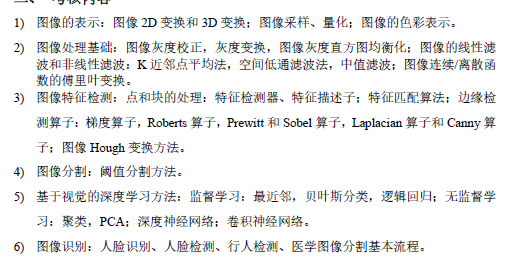 二、 考核内容
1) 图像的表示：图像 2D 变换和 3D 变换；图像采样、量化；图像的色彩表示。
2) 图像处理基础：图像灰度校正，灰度变换，图像灰度直方图均衡化；图像的线性滤
波和非线性滤波：K 近邻点平均法，空间低通滤波法，中值滤波；图像连续/离散函
数的傅里叶变换。
3) 图像特征检测：点和块的处理：特征检测器、特征描述子；特征匹配算法；边缘检
测算子：梯度算子，Roberts 算子，Prewitt 和 Sobel 算子，Laplacian 算子和 Canny 算
子；图像 Hough 变换方法。
4) 图像分割：阈值分割方法。
5) 基于视觉的深度学习方法：监督学习：最近邻，贝叶斯分类，逻辑回归；无监督学
习：聚类，PCA；深度神经网络；卷积神经网络。
6) 图像识别：人脸识别、人脸检测、行人检测、医学图像分割基本流程。